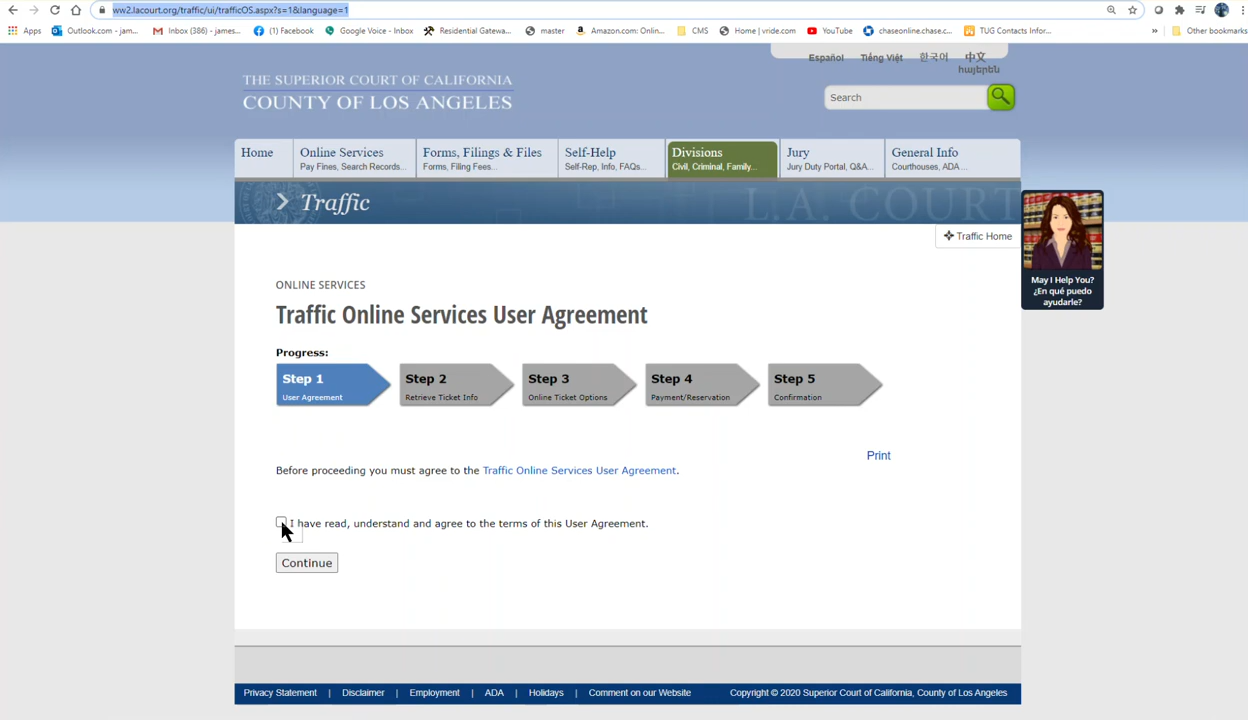 ww2.lacourt.org/traffic/ui/trafficOS.aspx?s=1&language=1
Apps Outlook.com - jam... Inbox (386) - james... (1) Facebook Google Voice - Inbox Residential Gatewa... master Amazon.com: Onlin... CMS Home | vride.com YouTube chaseonline.chase.c... TUG Contacts Infor... » Other bookmarks
Español Tiếng Việt 한국어 中文
հայերեն
THE SUPERIOR COURT OF CALIFORNIA
COUNTY OF LOS ANGELES
Search
Home Online Services Forms, Filings & Files Self-Help Divisions Jury General Info
Pay Fines, Search Records... Forms, Filing Fees... Self-Rep, Info, FAQs... Civil, Criminal, Family... Jury Duty Portal, Q&A... Courthouses, ADA...
Traffic L.A. COURT
Traffic Home
May I Help You?
¿En qué puedo
ayudarle?
ONLINE SERVICES
Traffic Online Services User Agreement
Progress:
Step 1 Step 2 Step 3 Step 4 Step 5
User Agreement Retrieve Ticket Info Online Ticket Options Payment/Reservation Confirmation
Print
Before proceeding you must agree to the Traffic Online Services User Agreement.
I have read, understand and agree to the terms of this User Agreement.
Continue
Privacy Statement | Disclaimer | Employment | ADA | Holidays | Comment on our Website Copyright © 2020 Superior Court of California, County of Los Angeles